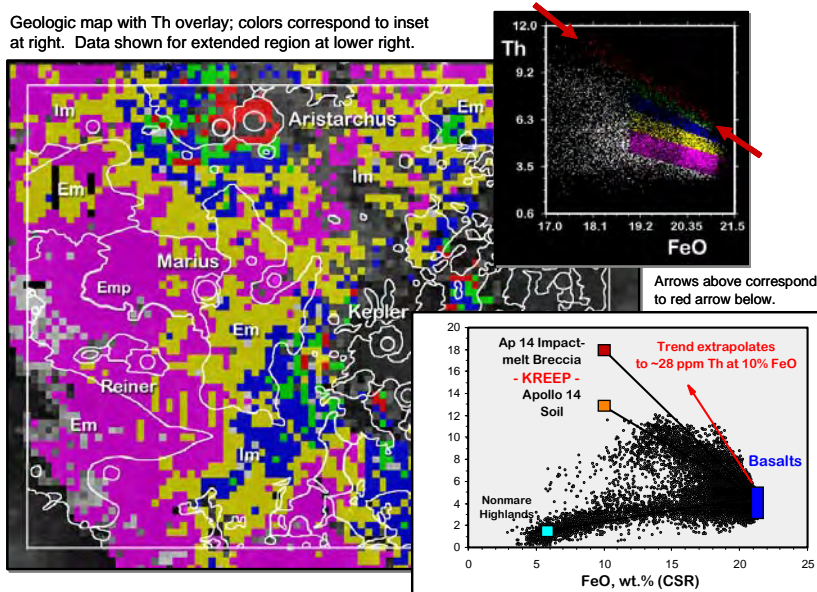 Geologic map with Th overlay; colors correspond to inset
at right.  Data shown for extended region at lower right.
Im
Aristarchus
Em
Im
Em
Marius
Emp
Em
Kepler
Reiner
Em
Im
12.0
Th
9.2
6.3
3.5
0.6
17.0
18.1
19.2
20.35
21.5
FeO
Arrows above correspond
to red arrow below.
20
18
16
14
12
10
8
6
4
2
0
Ap 14 Impact-
melt Breccia
- KREEP -
Apollo 14
Soil
Trend extrapolates
to ~28 ppm Th at 10% FeO
Basalts
Nonmare
Highlands
0
5
10
15
20
25
FeO, wt.% (CSR)